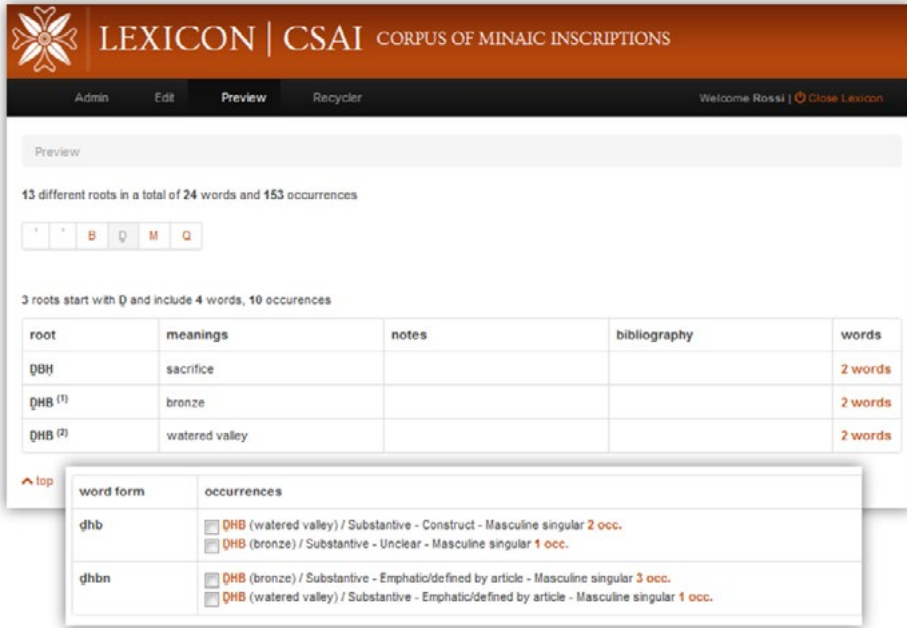 LEXICON | CSAI CORPUS OF MINAIC INSCRIPTIONS
Admin Edit Preview Recycler Welcome Rossi | Close Lexicon
Preview
13 different roots in a total of 24 words and 153 occurrences
ʾ ʿ B Ḏ M Q
3 roots start with Ḏ and include 4 words, 10 occurences
root meanings notes bibliography words
ḎBḤ sacrifice 2 words
ḎHB (1) bronze 2 words
ḎHB (2) watered valley 2 words
top
word form occurrences
ḏhb ḎHB (watered valley) / Substantive - Construct - Masculine singular 2 occ.
ḎHB (bronze) / Substantive - Unclear - Masculine singular 1 occ.
ḏhbn ḎHB (bronze) / Substantive - Emphatic/defined by article - Masculine singular 3 occ.
ḎHB (watered valley) / Substantive - Emphatic/defined by article - Masculine singular 1 occ.